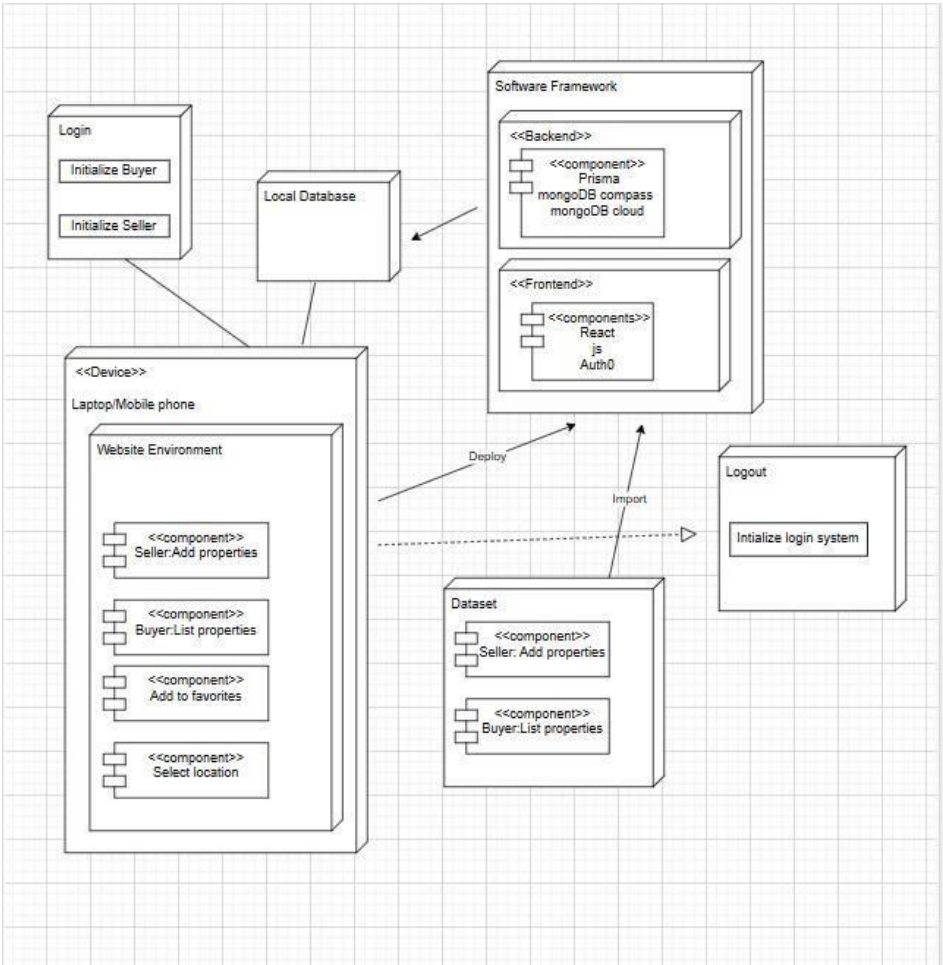 Login
Initialize Buyer
Initialize Seller
Local Database
Software Framework
<<Backend>>
<<component>>
Prisma
mongoDB compass
mongoDB cloud
<<Frontend>>
<<components>>
React
js
Auth0
<<Device>>
Laptop/Mobile phone
Website Environment
<<component>>
Seller:Add properties
<<component>>
Buyer:List properties
<<component>>
Add to favorites
<<component>>
Select location
Deploy
Import
Logout
Intialize login system
Dataset
<<component>>
Seller: Add properties
<<component>>
Buyer:List properties